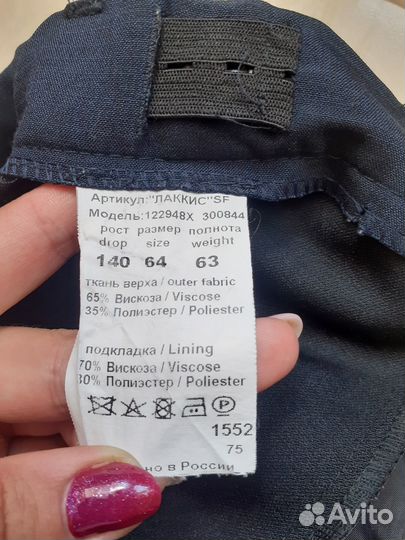 Артикул:"ЛАККИС"SF
Модель:122948X 300844
рост размер полнота
drop size weight
140 64 63
ткань верха / outer fabric
65% Вискоза / Viscose
35% Полиэстер / Poliester
подкладка / Lining
70% Вискоза / Viscose
30% Полиэстер / Poliester
1552
75
но в России
Avito